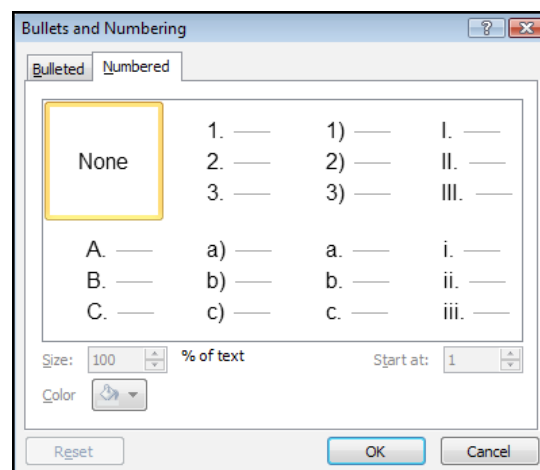 Bullets and Numbering
Bulleted Numbered
None
1.
2.
3.
1)
2)
3)
I.
II.
III.
A.
B.
C.
a)
b)
c)
a.
b.
c.
i.
ii.
iii.
Size: 100 % of text Start at: 1
Color
Reset OK Cancel